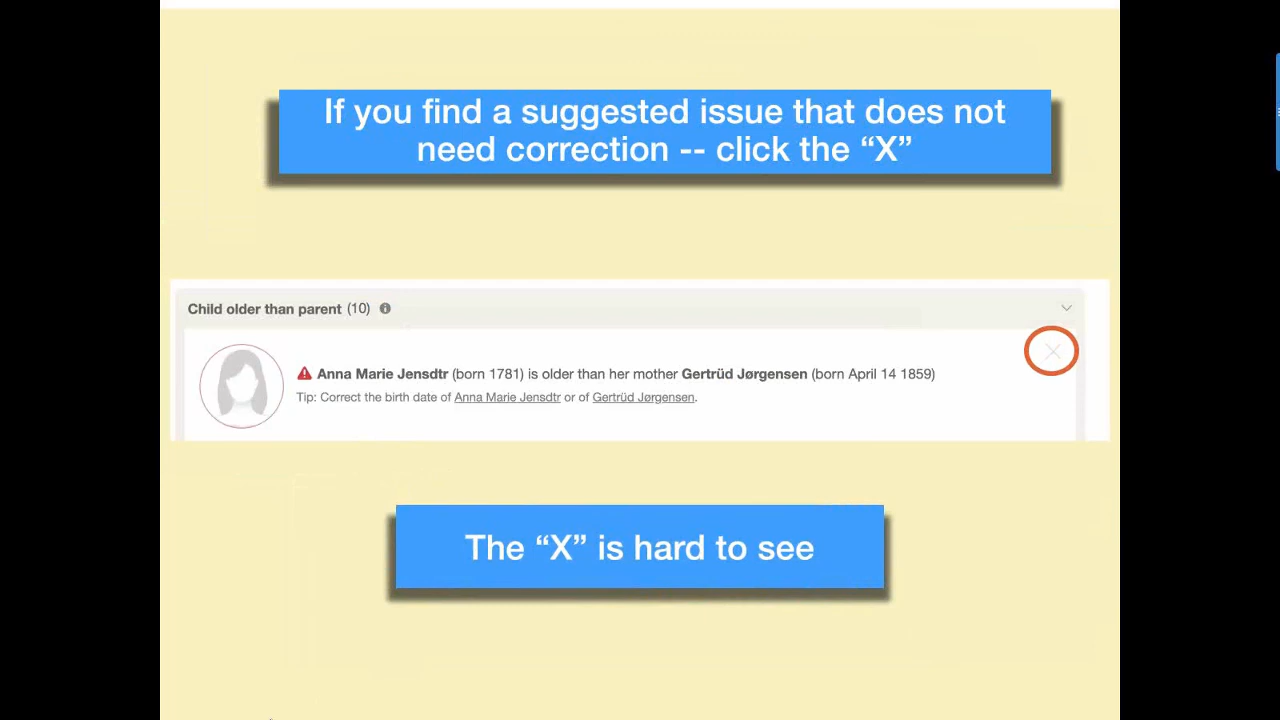 If you find a suggested issue that does not
need correction -- click the “X”
Child older than parent (10)
Anna Marie Jensdtr (born 1781) is older than her mother Gertrüd Jørgensen (born April 14 1859)
Tip: Correct the birth date of Anna Marie Jensdtr or of Gertrüd Jørgensen.
The “X” is hard to see